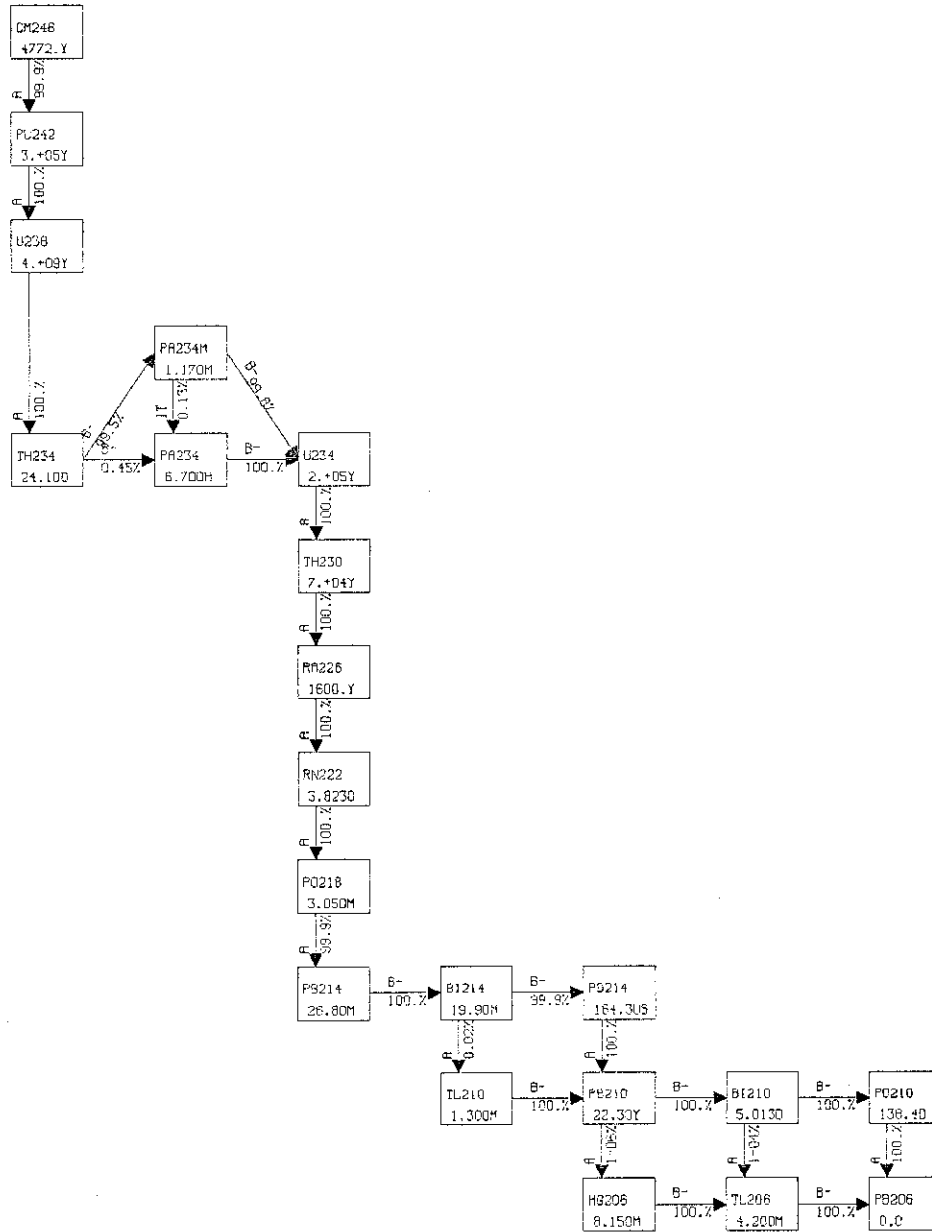 CM246
4772.Y
A
99.9%
PU242
3.+05Y
A
100.%
U238
4.+09Y
A
100.%
PA234M
1.170M
B-
99.5%
IT
0.13%
B-
99.8%
TH234
24.10D
B-
0.45%
PA234
6.700H
B-
100.%
U234
2.+05Y
A
100.%
TH230
7.+04Y
A
100.%
RA226
1600.Y
A
100.%
RN222
3.823D
A
100.%
PO218
3.050M
A
99.9%
PB214
26.80M
B-
100.%
BI214
19.90M
B-
99.9%
PO214
164.3US
A
0.02%
A
100.%
TL210
1.300M
B-
100.%
PB210
22.30Y
B-
100.%
BI210
5.013D
B-
100.%
PO210
138.4D
A
1-06%
A
1-04%
A
100.%
HG206
8.150M
B-
100.%
TL206
4.200M
B-
100.%
PB206
0.0